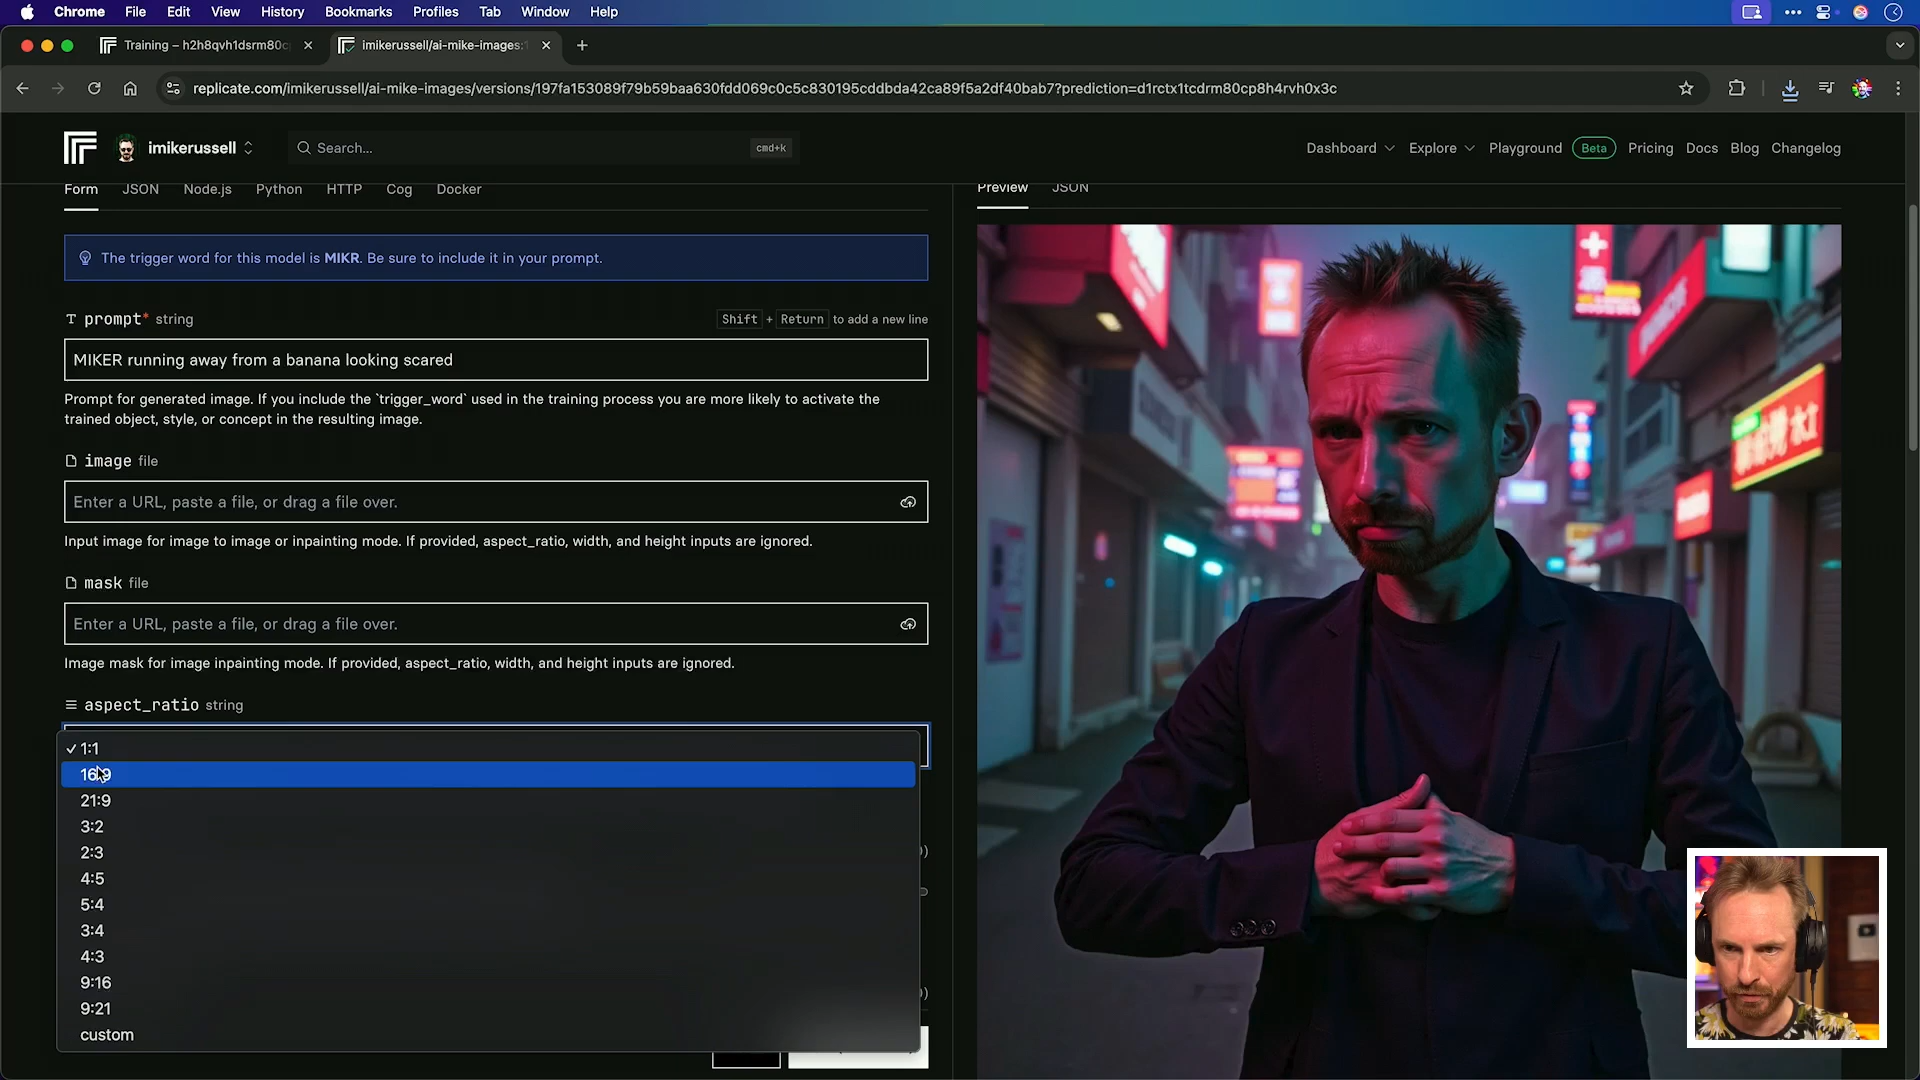 Chrome File Edit View History Bookmarks Profiles Tab Window Help
Training – h2h8qvh1dsrm80c
imikerussell/ai-mike-images:
replicate.com/imikerussell/ai-mike-images/versions/197fa153089f79b59baa630fdd069c0c5c830195cddbda42ca89f5a2df40bab7?prediction=d1rctx1tcdrm80cp8h4rvh0x3c
imikerussell
Search...
cmd+k
Dashboard Explore Playground Beta Pricing Docs Blog Changelog
Form JSON Node.js Python HTTP Cog Docker
Preview JSON
The trigger word for this model is MIKR. Be sure to include it in your prompt.
T prompt* string
Shift + Return to add a new line
MIKER running away from a banana looking scared
Prompt for generated image. If you include the `trigger_word` used in the training process you are more likely to activate the
trained object, style, or concept in the resulting image.
image file
Enter a URL, paste a file, or drag a file over.
Input image for image to image or inpainting mode. If provided, aspect_ratio, width, and height inputs are ignored.
mask file
Enter a URL, paste a file, or drag a file over.
Image mask for image inpainting mode. If provided, aspect_ratio, width, and height inputs are ignored.
aspect_ratio string
✓ 1:1
16:9
21:9
3:2
2:3
4:5
5:4
3:4
4:3
9:16
9:21
custom